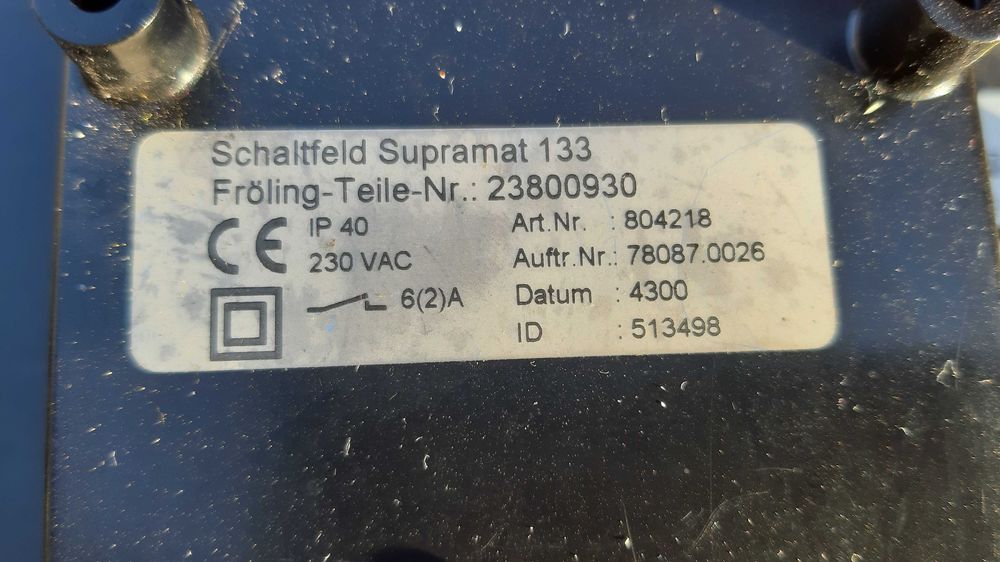 Schaltfeld Supramat 133
Fröling-Teile-Nr.: 23800930
CE IP 40 Art.Nr. : 804218
230 VAC Auftr.Nr.: 78087.0026
6(2)A Datum : 4300
ID : 513498